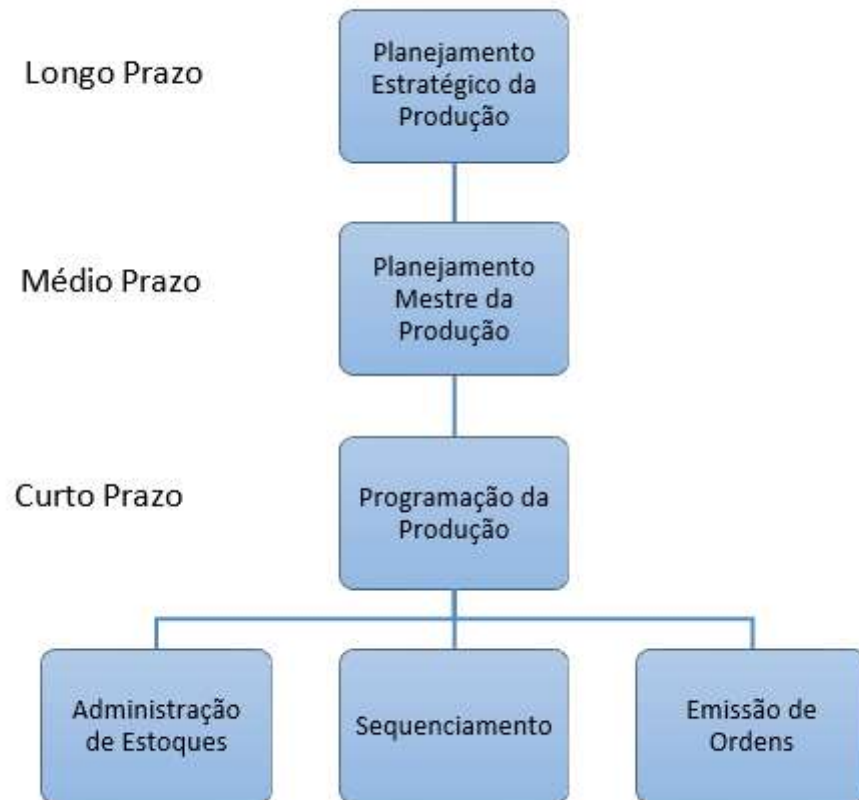 Longo Prazo
Planejamento
Estratégico da
Produção
Médio Prazo
Planejamento
Mestre da
Produção
Curto Prazo
Programação da
Produção
Administração
de Estoques
Sequenciamento
Emissão de
Ordens